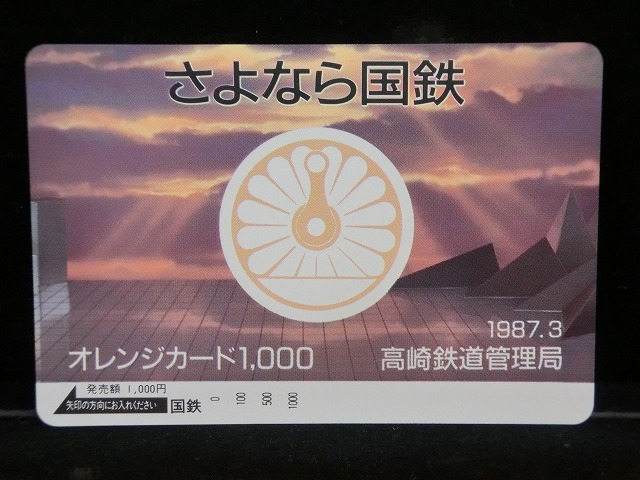 さよなら国鉄
1987.3
オレンジカード1,000 高崎鉄道管理局
発売額 1,000円
矢印の方向にお入れください 国鉄 0 100 500 1000